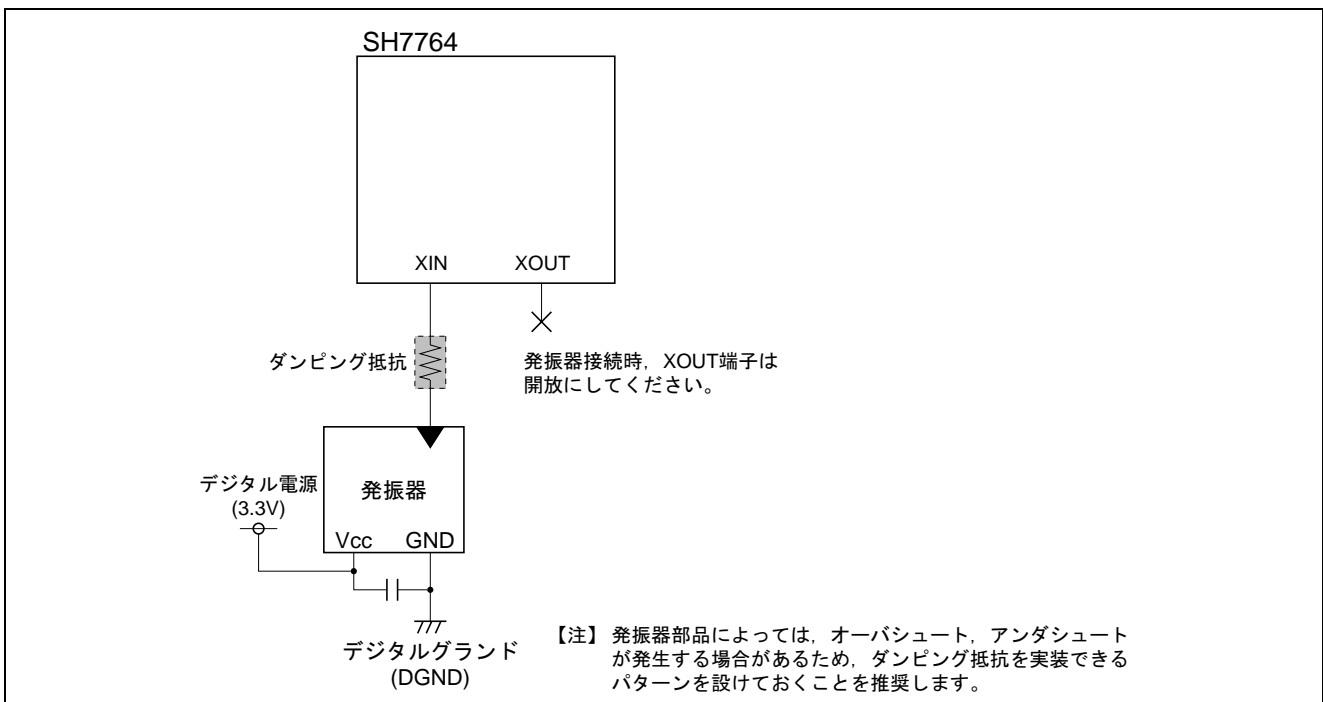 SH7764
XIN
XOUT
ダンピング抵抗
発振器接続時，XOUT端子は
開放にしてください。
デジタル電源
(3.3V)
発振器
Vcc
GND
デジタルグランド
(DGND)
【注】 発振器部品によっては，オーバシュート，アンダシュート
が発生する場合があるため，ダンピング抵抗を実装できる
パターンを設けておくことを推奨します。